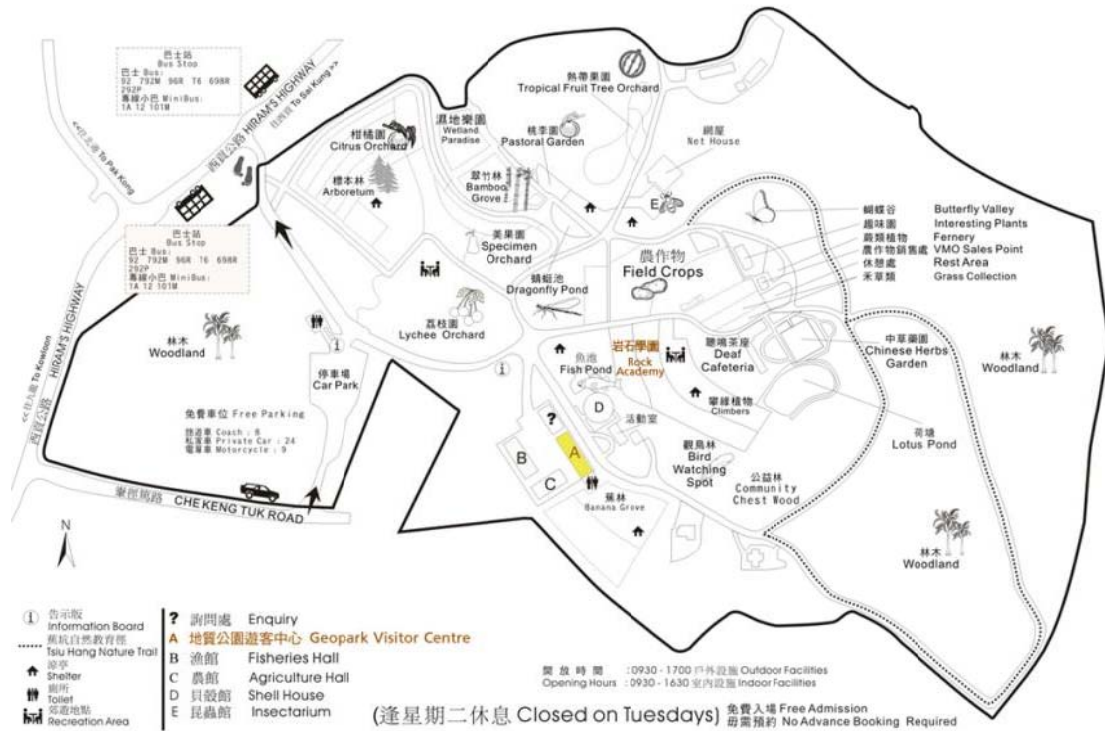 巴士站
Bus Stop
巴士 Bus:
92 792M 96R T6 698R
292P
專線小巴 MiniBus:
1A 12 101M
西貢公路 HIRAM'S HIGHWAY
往西貢 To Sai Kung >>
<<往北港 To Pak Kong
巴士站
Bus Stop
巴士 Bus:
92 792M 96R T6 698R
292P
專線小巴 MiniBus:
1A 12 101M
<< 往九龍 To Kowloon
西貢公路 HIRAM'S HIGHWAY
熱帶果園
Tropical Fruit Tree Orchard
濕地樂園
Wetland
Paradise
桃李園
Pastoral Garden
柑橘園
Citrus Orchard
網屋
Net House
標本林
Arboretum
翠竹林
Bamboo
Grove
E
美果園
Specimen
Orchard
農作物
Field Crops
蝴蝶谷 Butterfly Valley
趣味園 Interesting Plants
蕨類植物 Fernery
農作物銷售處 VMO Sales Point
休憩處 Rest Area
禾草類 Grass Collection
蜻蜓池
Dragonfly Pond
荔枝園
Lychee Orchard
林木
Woodland
岩石學園
Rock
Academy
聰鳴茶座
Deaf
Cafeteria
中草藥園
Chinese Herbs
Garden
林木
Woodland
魚池
Fish Pond
停車場
Car Park
攀緣植物
Climbers
D
活動室
免費車位 Free Parking
旅遊車 Coach : 8
私家車 Private Car : 24
電單車 Motorcycle : 9
?
A
B
C
觀鳥林
Bird
Watching
Spot
荷塘
Lotus Pond
公益林
Community
Chest Wood
蕉林
Banana Grove
東徑篤路 CHE KENG TUK ROAD
林木
Woodland
N
i 告示版
Information Board
蕉坑自然教育徑
Tsiu Hang Nature Trail
涼亭
Shelter
廁所
Toilet
郊遊地點
Recreation Area
? 詢問處 Enquiry
A 地質公園遊客中心 Geopark Visitor Centre
B 漁館 Fisheries Hall
C 農館 Agriculture Hall
D 貝殼館 Shell House
E 昆蟲館 Insectarium
開放時間 :0930 - 1700 戶外設施 Outdoor Facilities
Opening Hours :0930 - 1630 室內設施 Indoor Facilities
(逢星期二休息 Closed on Tuesdays)
免費入場 Free Admission
毋需預約 No Advance Booking Required